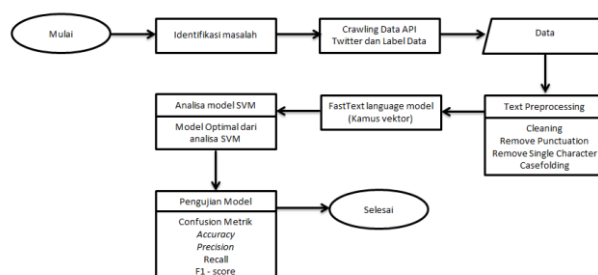 Mulai
Identifikasi masalah
Crawling Data API
Twitter dan Label Data
Data
Text Preprocessing
Cleaning
Remove Punctuation
Remove Single Character
Casefolding
FastText language model
(Kamus vektor)
Analisa model SVM
Model Optimal dari
analisa SVM
Pengujian Model
Confusion Metrik
Accuracy
Precision
Recall
F1 - score
Selesai